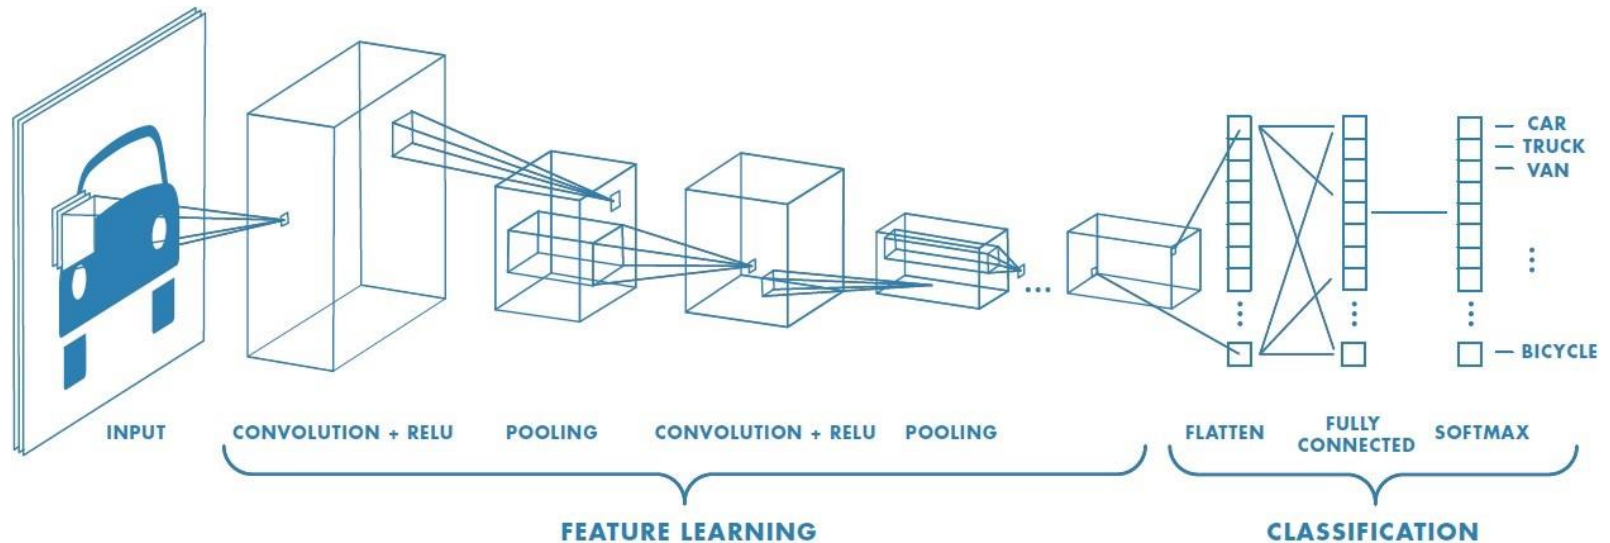 CAR
TRUCK
VAN
BICYCLE
INPUT
CONVOLUTION + RELU
POOLING
CONVOLUTION + RELU
POOLING
FLATTEN
FULLY
CONNECTED
SOFTMAX
FEATURE LEARNING
CLASSIFICATION